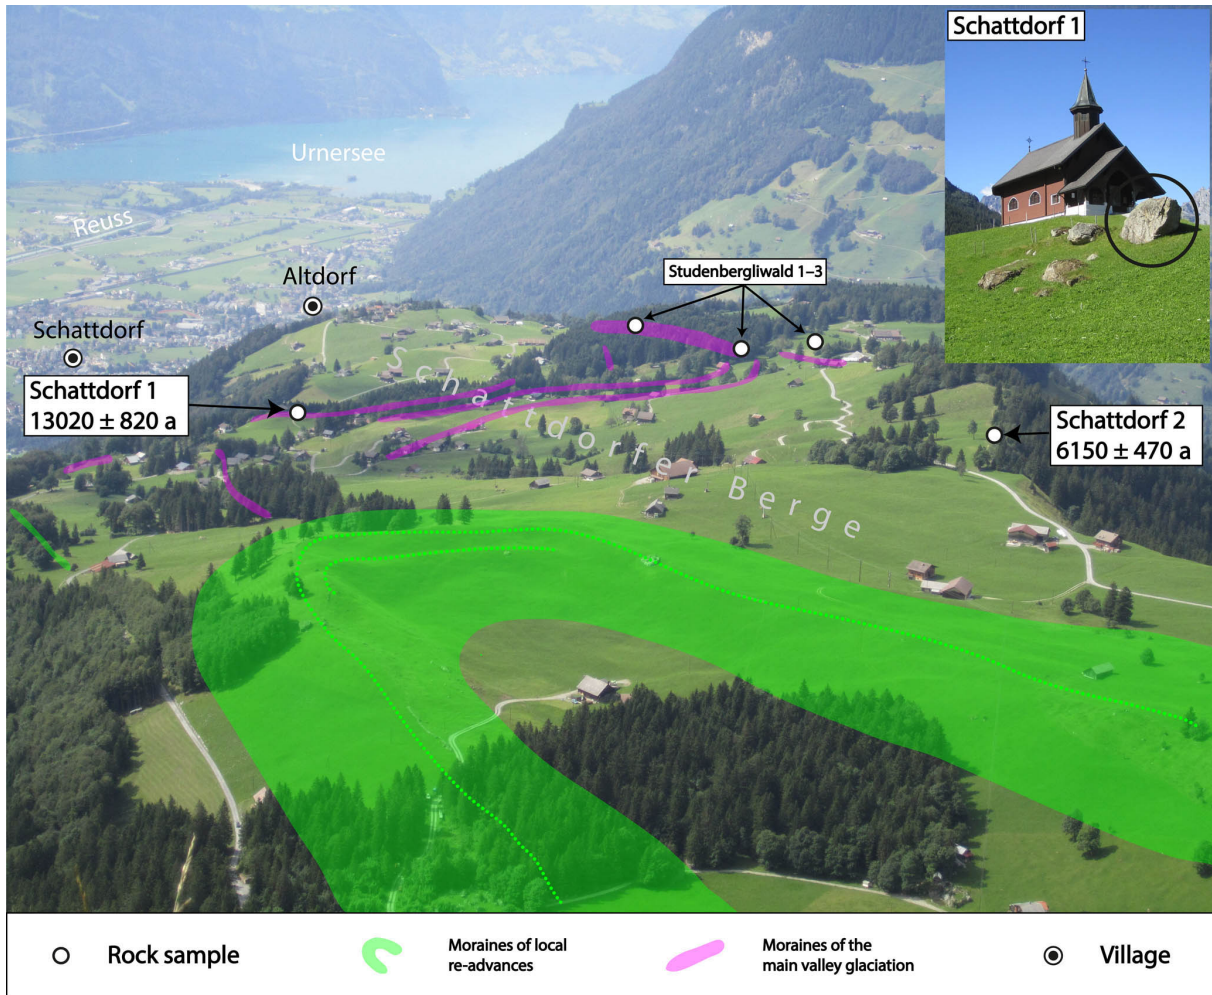 Schattdorf 1
Urnersee
Reuss
Altdorf
Studenbergliwald 1–3
Schattdorf
Schattdorf 1
13020 ± 820 a
Schattdorfer Berge
Schattdorf 2
6150 ± 470 a
Rock sample
Moraines of local
re-advances
Moraines of the
main valley glaciation
Village